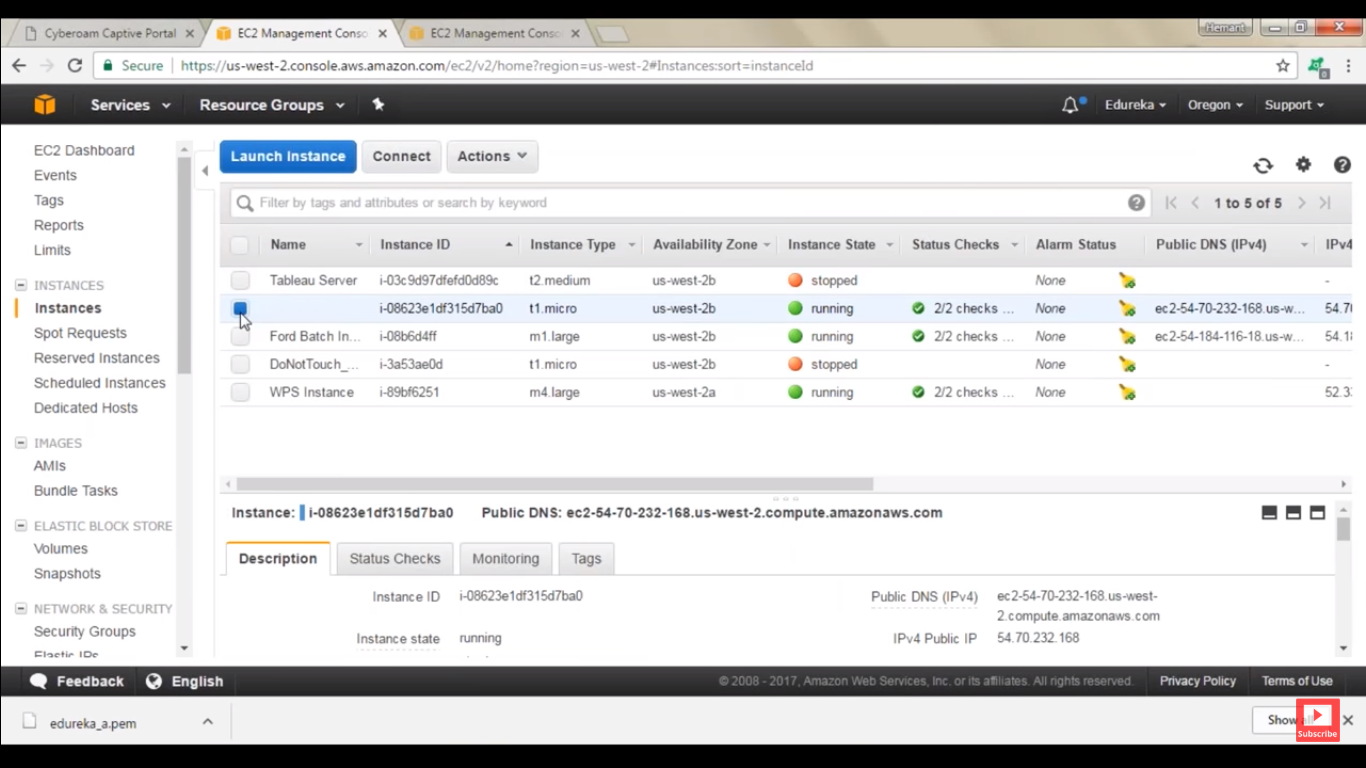 Cyberoam Captive Portal
EC2 Management Conso
EC2 Management Conso
Hemant
Secure
https://us-west-2.console.aws.amazon.com/ec2/v2/home?region=us-west-2#Instances:sort=instanceId
Services
Resource Groups
Edureka
Oregon
Support
EC2 Dashboard
Events
Tags
Reports
Limits
INSTANCES
Instances
Spot Requests
Reserved Instances
Scheduled Instances
Dedicated Hosts
IMAGES
AMIs
Bundle Tasks
ELASTIC BLOCK STORE
Volumes
Snapshots
NETWORK & SECURITY
Security Groups
Elastic IPs
Launch Instance
Connect
Actions
Filter by tags and attributes or search by keyword
1 to 5 of 5
Name Instance ID Instance Type Availability Zone Instance State Status Checks Alarm Status Public DNS (IPv4) IPv4
Tableau Server i-03c9d97dfefd0d89c t2.medium us-west-2b stopped None -
i-08623e1df315d7ba0 t1.micro us-west-2b running 2/2 checks ... None ec2-54-70-232-168.us-w... 54.70
Ford Batch In... i-08b6d4ff m1.large us-west-2b running 2/2 checks ... None ec2-54-184-116-18.us-w... 54.18
DoNotTouch_... i-3a53ae0d t1.micro us-west-2b stopped None -
WPS Instance i-89bf6251 m4.large us-west-2a running 2/2 checks ... None 52.3
Instance: i-08623e1df315d7ba0 Public DNS: ec2-54-70-232-168.us-west-2.compute.amazonaws.com
Description
Status Checks
Monitoring
Tags
Instance ID i-08623e1df315d7ba0
Instance state running
Public DNS (IPv4) ec2-54-70-232-168.us-west-
2.compute.amazonaws.com
IPv4 Public IP 54.70.232.168
Feedback
English
© 2008 - 2017, Amazon Web Services, Inc. or its affiliates. All rights reserved.
Privacy Policy
Terms of Use
edureka_a.pem
Show
Subscribe